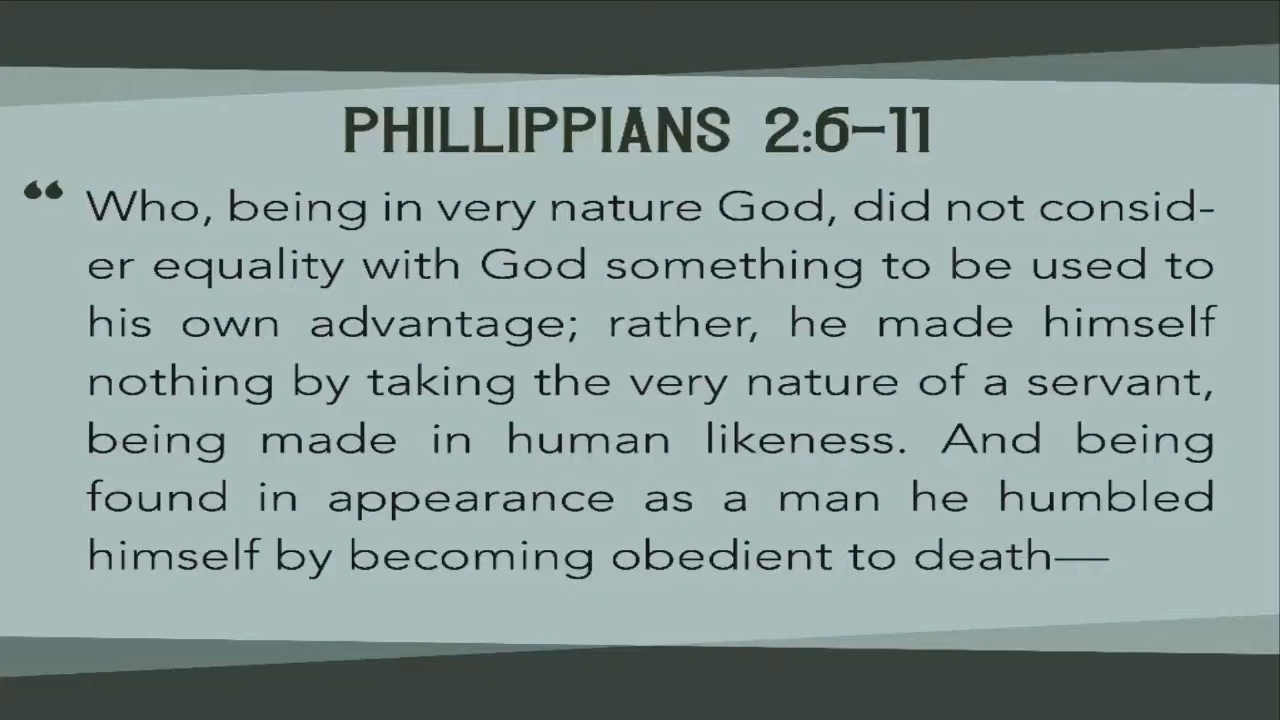 PHILLIPPIANS 2:6–11
“ Who, being in very nature God, did not consid-
er equality with God something to be used to
his own advantage; rather, he made himself
nothing by taking the very nature of a servant,
being made in human likeness. And being
found in appearance as a man he humbled
himself by becoming obedient to death—